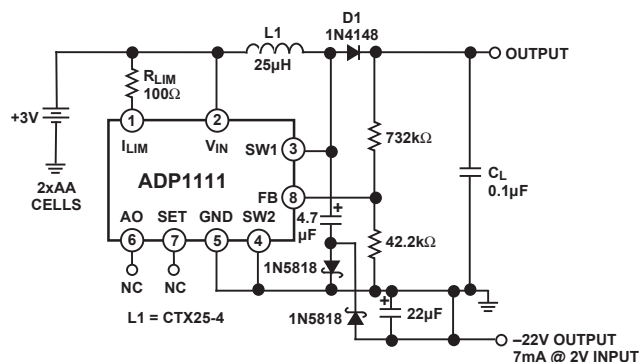 L1
25μH
D1
1N4148
OUTPUT
RLIM
100Ω
+3V
2xAA
CELLS
1
ILIM
2
VIN
SW1
3
732kΩ
ADP1111
FB
8
CL
0.1μF
4.7
μF
+
AO
SET
GND
SW2
6
7
5
4
42.2kΩ
1N5818
NC
NC
+
22μF
L1 = CTX25-4
1N5818
–22V OUTPUT
7mA @ 2V INPUT